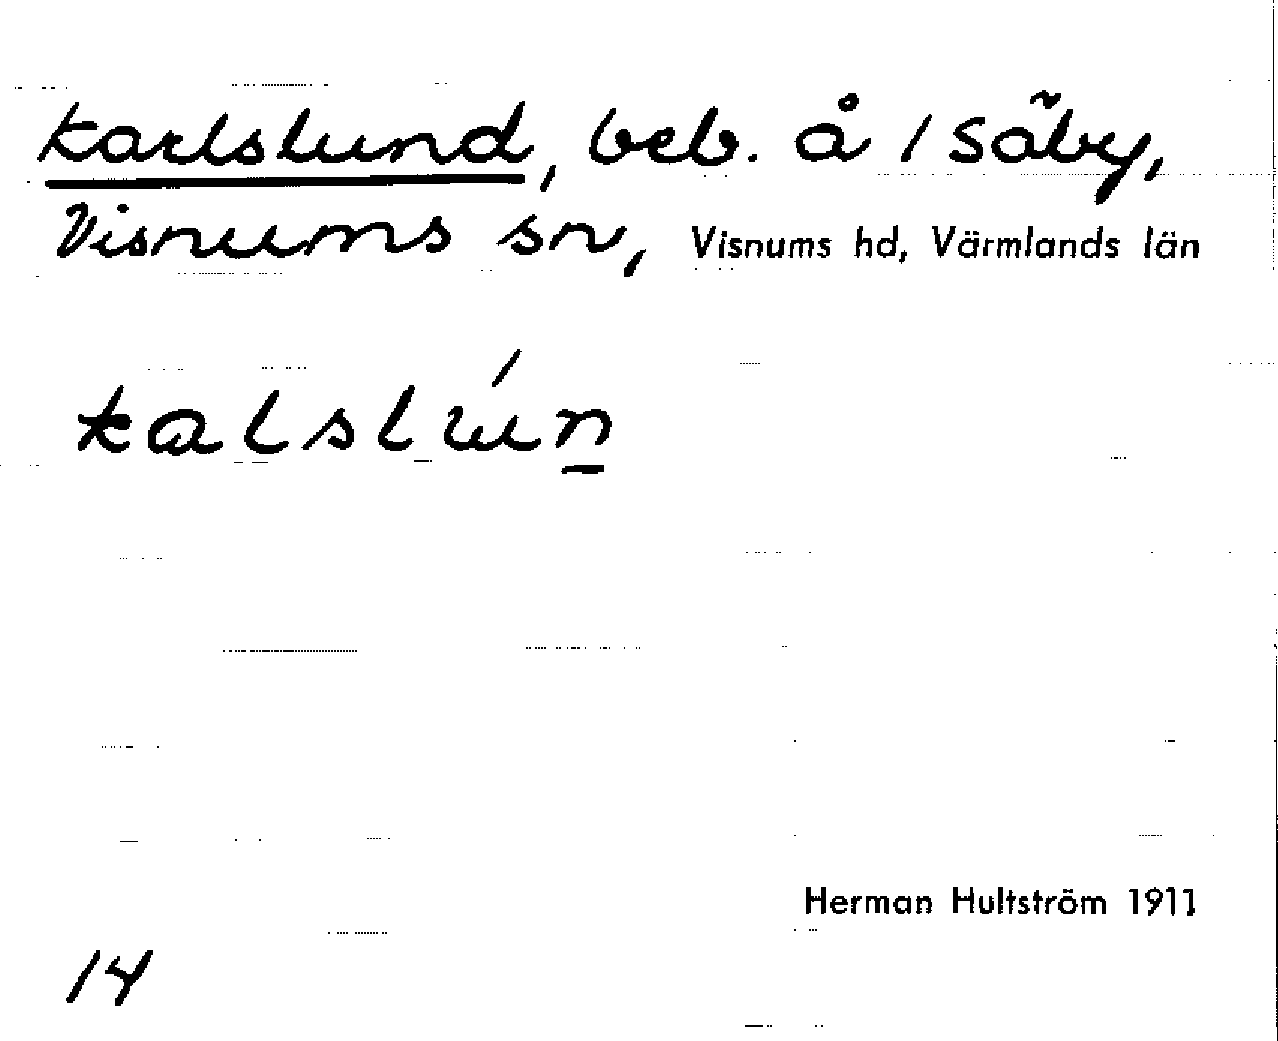 Karlslund, beb. å 1 Säby,
Visnums sn, Visnums hd, Värmlands län
kalslún
Herman Hultström 1911
14